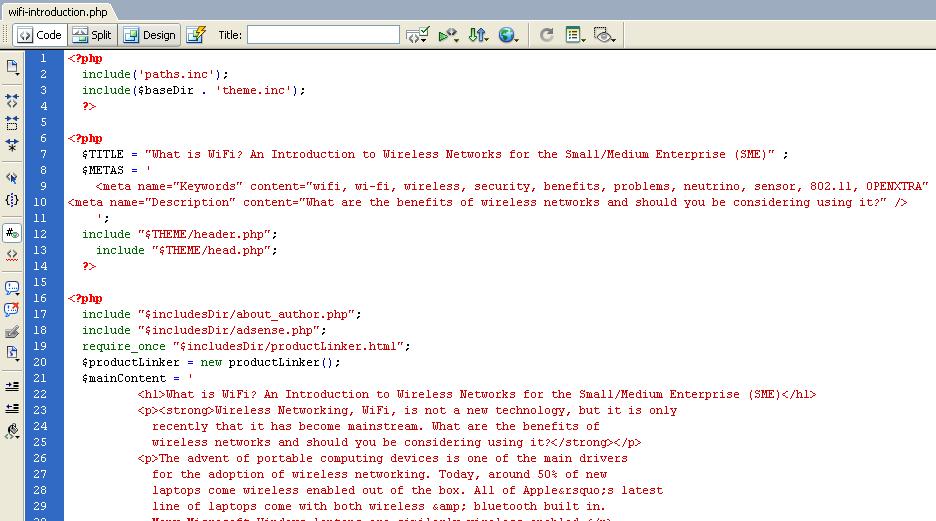 wifi-introduction.php
Code Split Design Title:
1 <?php
2 include('paths.inc');
3 include($baseDir . 'theme.inc');
4 ?>
5
6 <?php
7 $TITLE = "What is WiFi? An Introduction to Wireless Networks for the Small/Medium Enterprise (SME)" ;
8 $METAS = '
9 <meta name="Keywords" content="wifi, wi-fi, wireless, security, benefits, problems, neutrino, sensor, 802.11, OPENXTRA"
10 <meta name="Description" content="What are the benefits of wireless networks and should you be considering using it?" />
11 ';
12 include "$THEME/header.php";
13 include "$THEME/head.php";
14 ?>
15
16 <?php
17 include "$includesDir/about_author.php";
18 include "$includesDir/adsense.php";
19 require_once "$includesDir/productLinker.html";
20 $productLinker = new productLinker();
21 $mainContent = '
22 <h1>What is WiFi? An Introduction to Wireless Networks for the Small/Medium Enterprise (SME)</h1>
23 <p><strong>Wireless Networking, WiFi, is not a new technology, but it is only
24 recently that it has become mainstream. What are the benefits of
25 wireless networks and should you be considering using it?</strong></p>
26 <p>The advent of portable computing devices is one of the main drivers
27 for the adoption of wireless networking. Today, around 50% of new
28 laptops come wireless enabled out of the box. All of Apple&rsquo;s latest
29 line of laptops come with both wireless &amp; bluetooth built in.
Many Microsoft Windows laptops are similarly wireless enabled.</p>